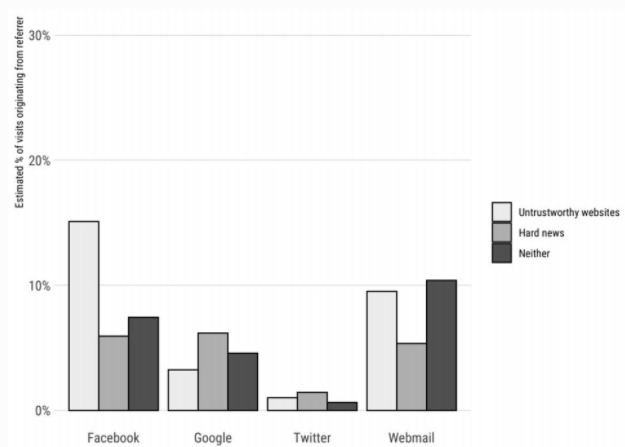 Estimated % of visits originating from referrer
30%
20%
10%
0%
Untrustworthy websites
Hard news
Neither
Facebook Google Twitter Webmail